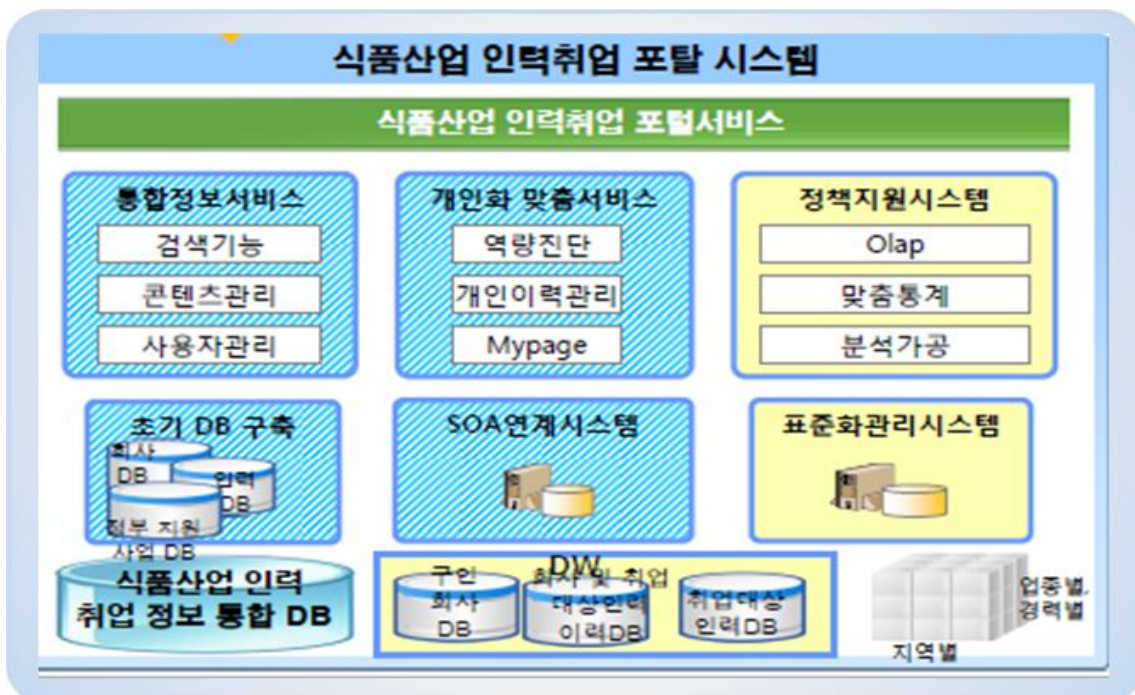 식품산업 인력취업 포탈 시스템
식품산업 인력취업 포털서비스
통합정보서비스
검색기능
콘텐츠관리
사용자관리
개인화 맞춤서비스
역량진단
개인이력관리
Mypage
정책지원시스템
Olap
맞춤통계
분석가공
초기 DB 구축
회사
DB
인력
DB
정부 지원
사업 DB
SOA연계시스템
표준화관리시스템
식품산업 인력
취업 정보 통합 DB
DW
구인
회사
DB
회사 및 취업
대상인력
이력DB
취업대상
인력DB
업종별,
경력별
지역별